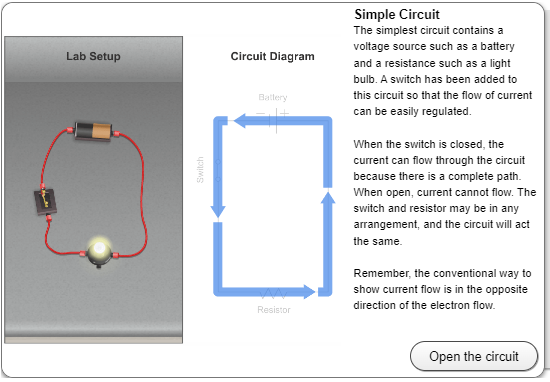 Simple Circuit
The simplest circuit contains a
voltage source such as a battery
and a resistance such as a light
bulb. A switch has been added to
this circuit so that the flow of current
can be easily regulated.
When the switch is closed, the
current can flow through the circuit
because there is a complete path.
When open, current cannot flow. The
switch and resistor may be in any
arrangement, and the circuit will act
the same.
Remember, the conventional way to
show current flow is in the opposite
direction of the electron flow.
Lab Setup
Circuit Diagram
Battery
Switch
Resistor
Open the circuit